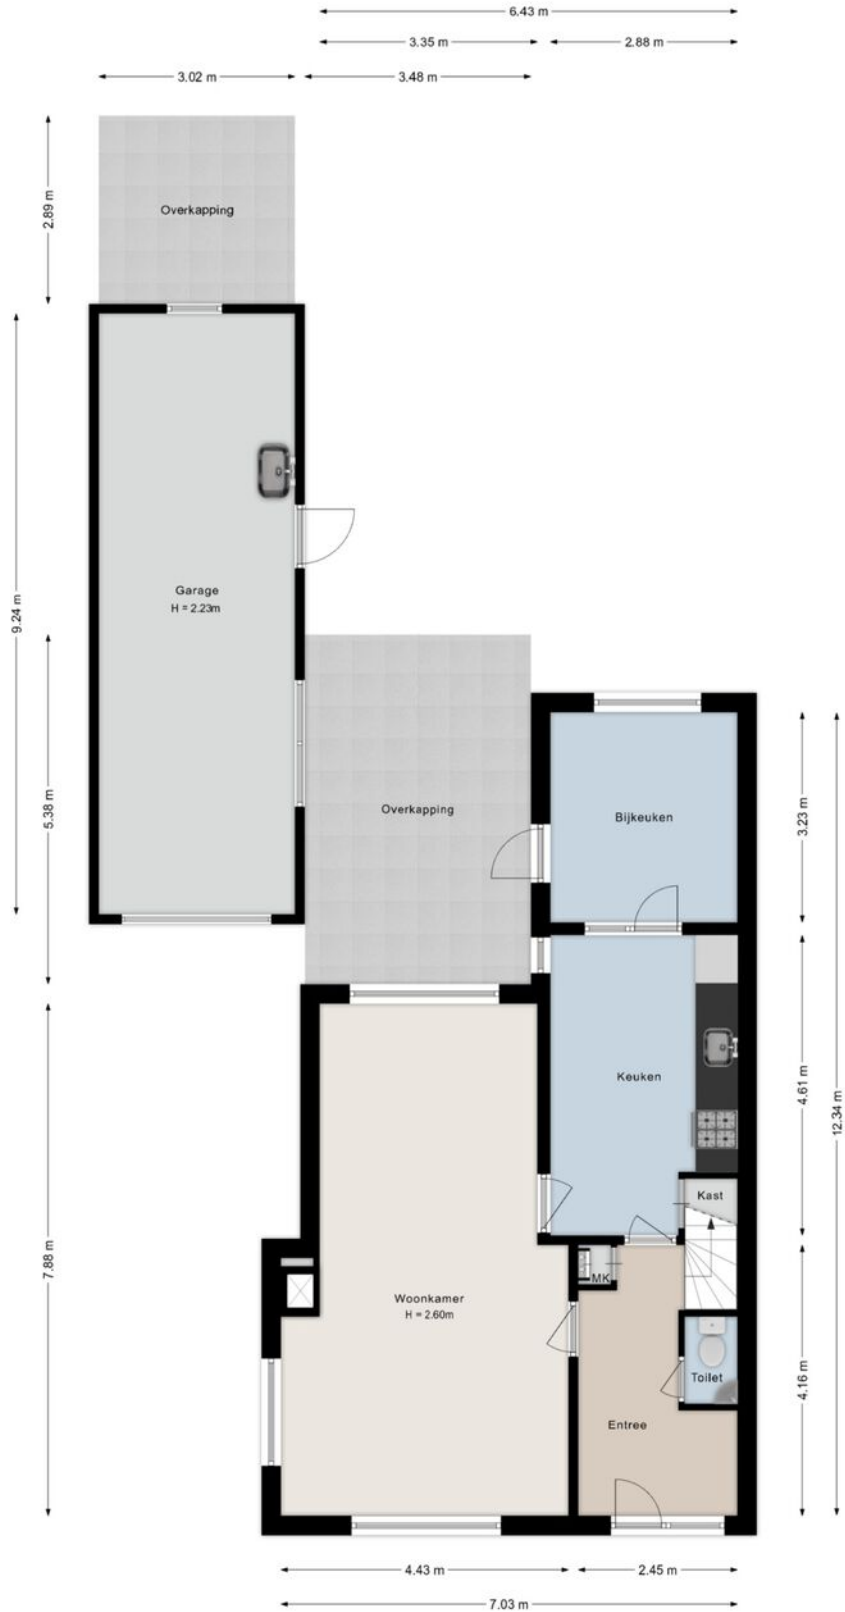 6.43 m
3.35 m
2.88 m
3.02 m
3.48 m
2.89 m
Overkapping
9.24 m
Garage
H = 2.23m
5.38 m
Overkapping
Bijkeuken
3.23 m
Keuken
4.61 m
12.34 m
Kast
7.88 m
MK
Woonkamer
H = 2.60m
Toilet
4.16 m
Entree
4.43 m
2.45 m
7.03 m